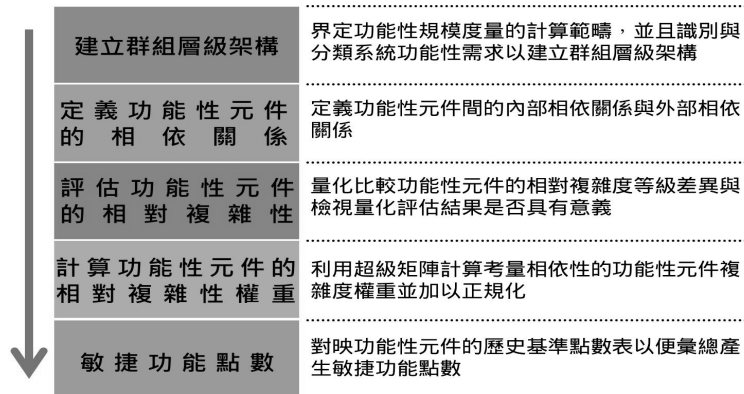 建立群組層級架構
界定功能性規模度量的計算範疇，並且識別與
分類系統功能性需求以建立群組層級架構
定義功能性元件
的相依關係
定義功能性元件間的內部相依關係與外部相依
關係
評估功能性元件
的相對複雜性
量化比較功能性元件的相對複雜度等級差異與
檢視量化評估結果是否具有意義
計算功能性元件的
相對複雜性權重
利用超級矩陣計算考量相依性的功能性元件複
雜度權重並加以正規化
敏捷功能點數
對映功能性元件的歷史基準點數表以便彙總產
生敏捷功能點數